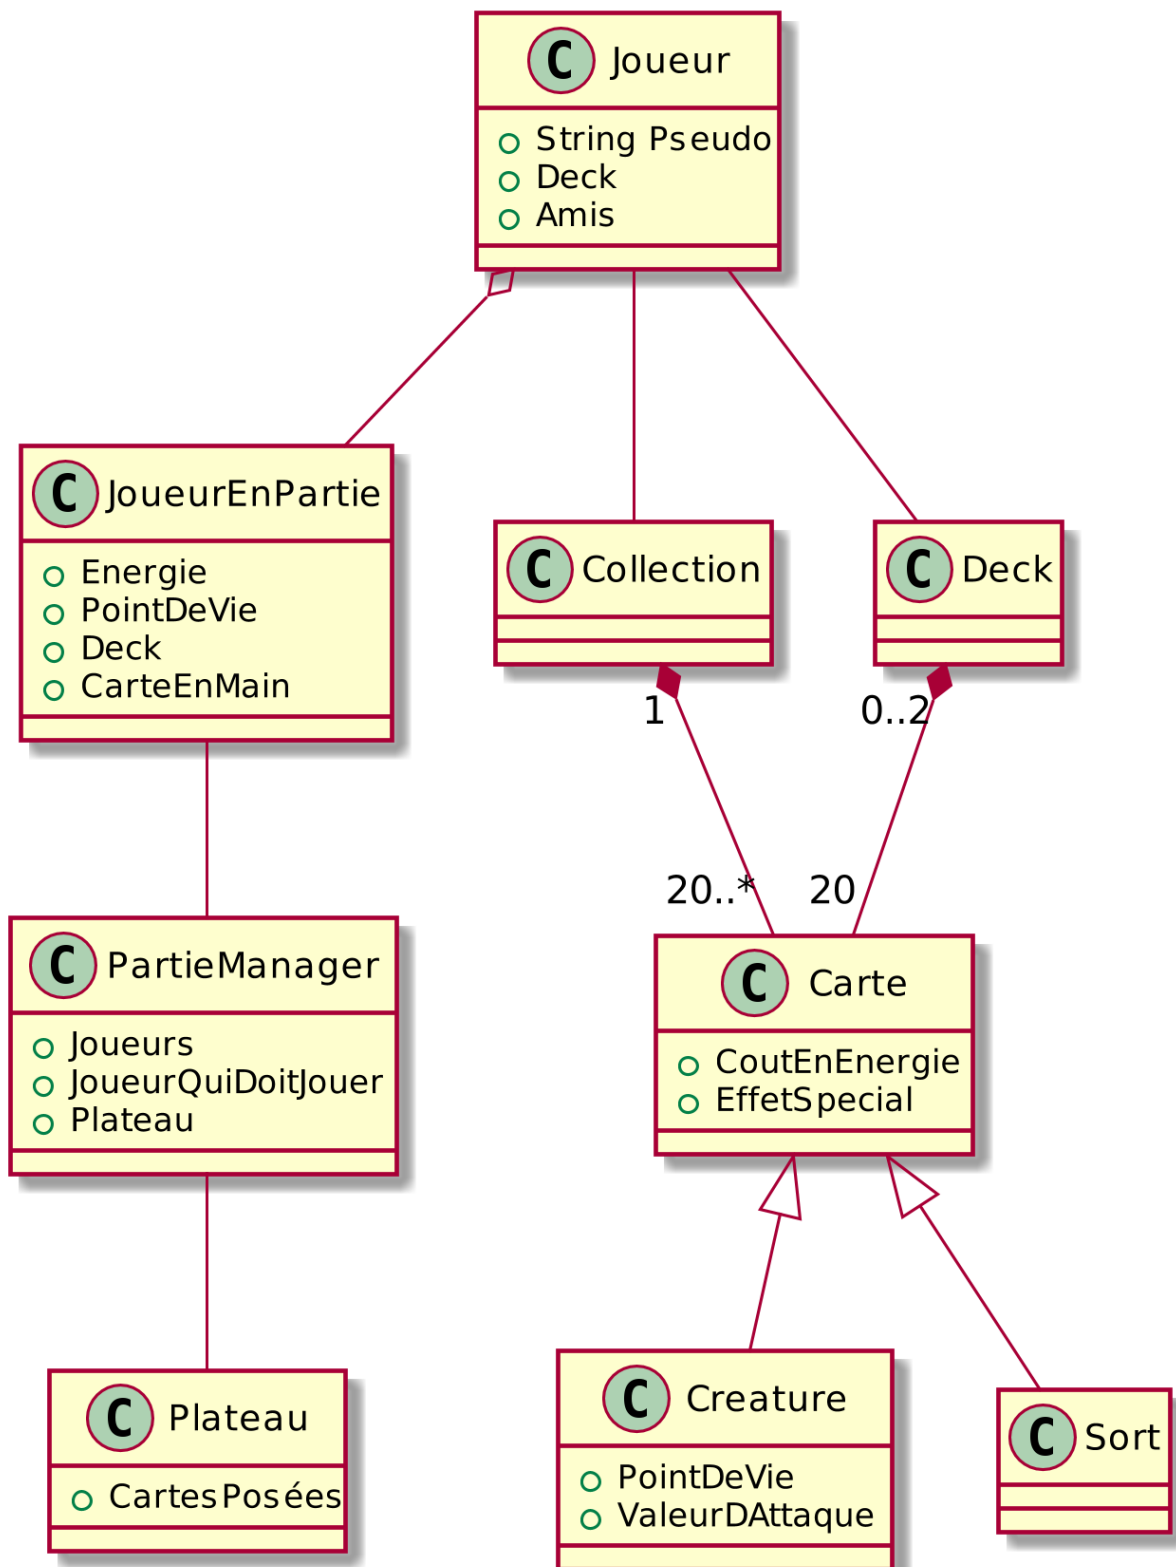 C Joueur
String Pseudo
Deck
Amis
C JoueurEnPartie
Energie
PointDeVie
Deck
CarteEnMain
C Collection
C Deck
1
0..2
20..*
20
C PartieManager
Joueurs
JoueurQuiDoitJouer
Plateau
C Carte
CoutEnEnergie
EffetSpecial
C Plateau
CartesPosées
C Creature
PointDeVie
ValeurDAttaque
C Sort